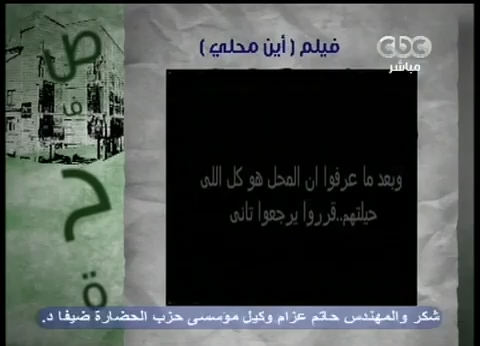 فيلم ( أين محلي )
cbc
مباشر
وبعد ما عرفوا ان المحل هو كل اللى
حيلتهم..قرروا يرجعوا تانى
شكر والمهندس حاتم عزام وكيل مؤسسى حزب الحضارة ضيفا د.